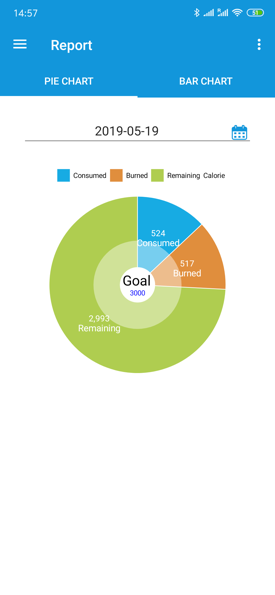 14:57
53
Report
PIE CHART
BAR CHART
2019-05-19
Consumed
Burned
Remaining Calorie
524
Consumed
517
Burned
Goal
3000
2,993
Remaining